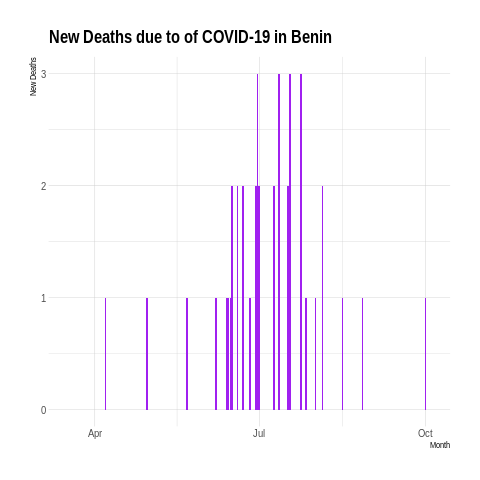 New Deaths due to of COVID-19 in Benin
New Deaths
3
2
1
0
Apr
Jul
Oct
Month